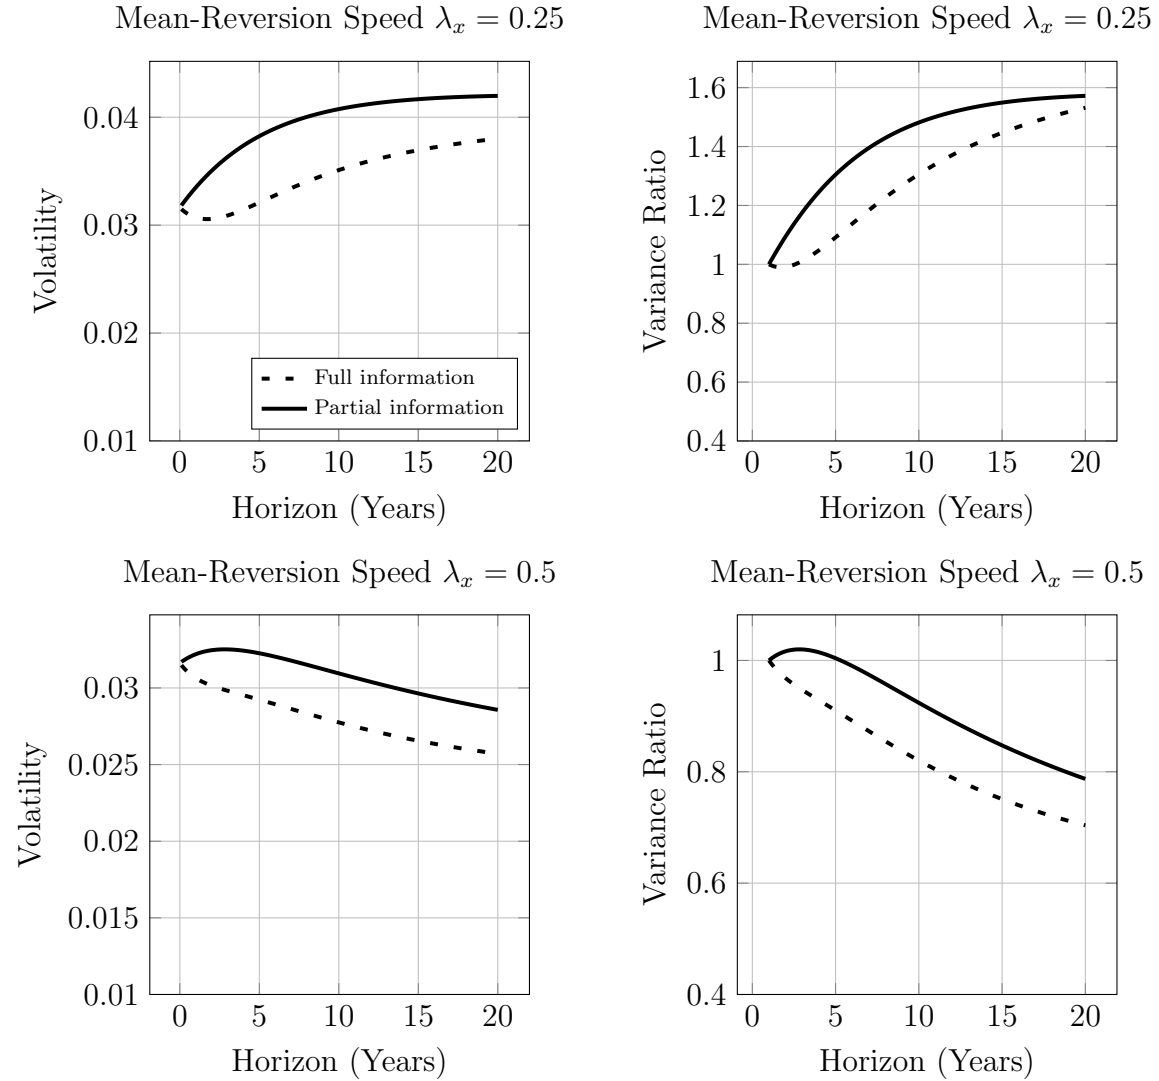 Mean-Reversion Speed λₓ = 0.25
Volatility
0.04
0.03
0.02
0.01
Full information
Partial information
0 5 10 15 20
Horizon (Years)
Mean-Reversion Speed λₓ = 0.25
Variance Ratio
1.6
1.4
1.2
1
0.8
0.6
0.4
0 5 10 15 20
Horizon (Years)
Mean-Reversion Speed λₓ = 0.5
Volatility
0.03
0.025
0.02
0.015
0.01
0 5 10 15 20
Horizon (Years)
Mean-Reversion Speed λₓ = 0.5
Variance Ratio
1
0.8
0.6
0.4
0 5 10 15 20
Horizon (Years)